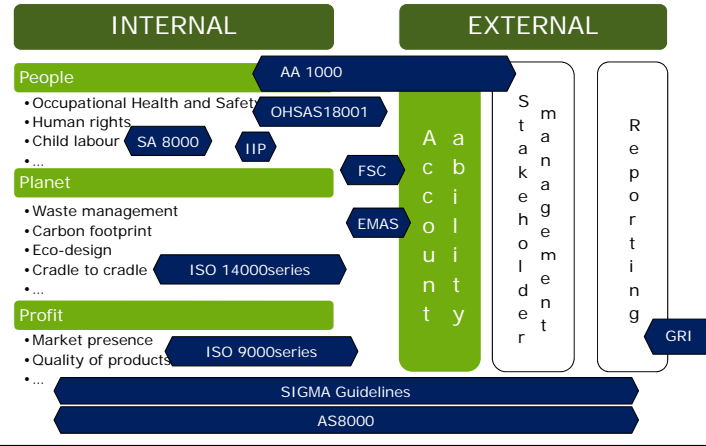 INTERNAL
EXTERNAL
People
AA 1000
•Occupational Health and Safety
OHSAS18001
•Human rights
•Child labour
SA 8000
IIP
•...
FSC
Planet
•Waste management
•Carbon footprint
EMAS
•Eco-design
•Cradle to cradle
ISO 14000series
•...
Profit
•Market presence
•Quality of products
ISO 9000series
•...
Accountability
Stakeholder
management
Reporting
GRI
SIGMA Guidelines
AS8000